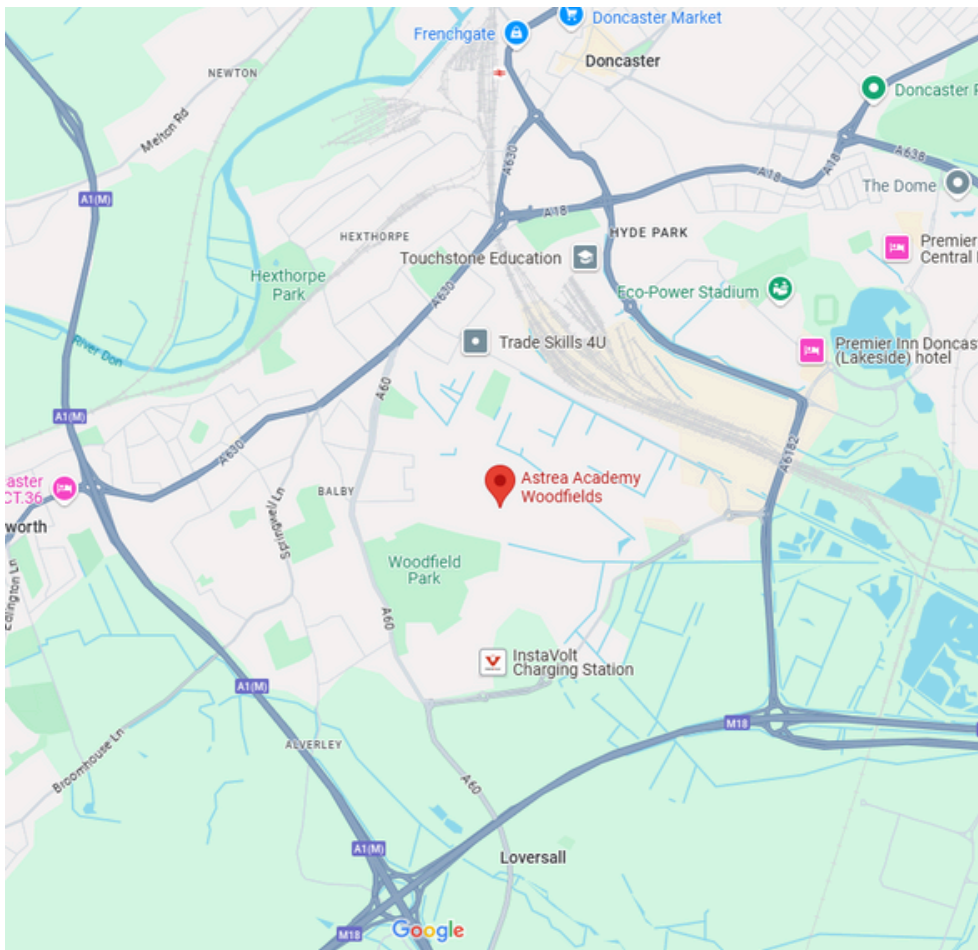 Doncaster Market
Frenchgate
Doncaster
NEWTON
Doncaster R
Melton Rd
A638
A630
A18
The Dome
A1(M)
A18
HYDE PARK
HEXTHORPE
Premier
Central
Touchstone Education
Hexthorpe
Park
Eco-Power Stadium
A630
River Don
Trade Skills 4U
Premier Inn Doncas
(Lakeside) hotel
A60
A1(M)
A630
A6182
caster
CT.36
Astrea Academy
Woodfields
BALBY
Springwell Ln
worth
Woodfield
Park
Edlington Ln
A60
InstaVolt
Charging Station
A1(M)
M18
ALVERLEY
Broomhouse Ln
A60
A1(M)
Loversall
M18
Google